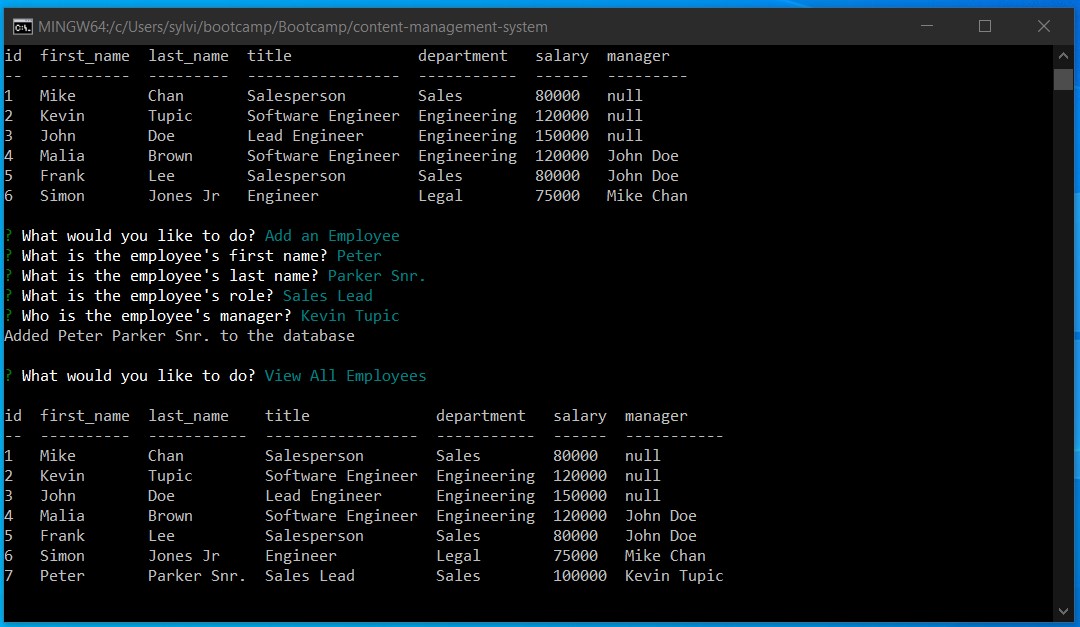 MINGW64:/c/Users/sylvi/bootcamp/Bootcamp/content-management-system
id  first_name  last_name  title              department   salary  manager
--  ----------  ---------  -----------------  -----------  ------  ---------
1   Mike        Chan       Salesperson        Sales        80000   null
2   Kevin       Tupic      Software Engineer  Engineering  120000  null
3   John        Doe        Lead Engineer      Engineering  150000  null
4   Malia       Brown      Software Engineer  Engineering  120000  John Doe
5   Frank       Lee        Salesperson        Sales        80000   John Doe
6   Simon       Jones Jr   Engineer           Legal        75000   Mike Chan
? What would you like to do? Add an Employee
? What is the employee's first name? Peter
? What is the employee's last name? Parker Snr.
? What is the employee's role? Sales Lead
? Who is the employee's manager? Kevin Tupic
Added Peter Parker Snr. to the database
? What would you like to do? View All Employees
id  first_name  last_name    title              department   salary  manager
--  ----------  -----------  -----------------  -----------  ------  -----------
1   Mike        Chan         Salesperson        Sales        80000   null
2   Kevin       Tupic        Software Engineer  Engineering  120000  null
3   John        Doe          Lead Engineer      Engineering  150000  null
4   Malia       Brown        Software Engineer  Engineering  120000  John Doe
5   Frank       Lee          Salesperson        Sales        80000   John Doe
6   Simon       Jones Jr     Engineer           Legal        75000   Mike Chan
7   Peter       Parker Snr.  Sales Lead         Sales        100000  Kevin Tupic